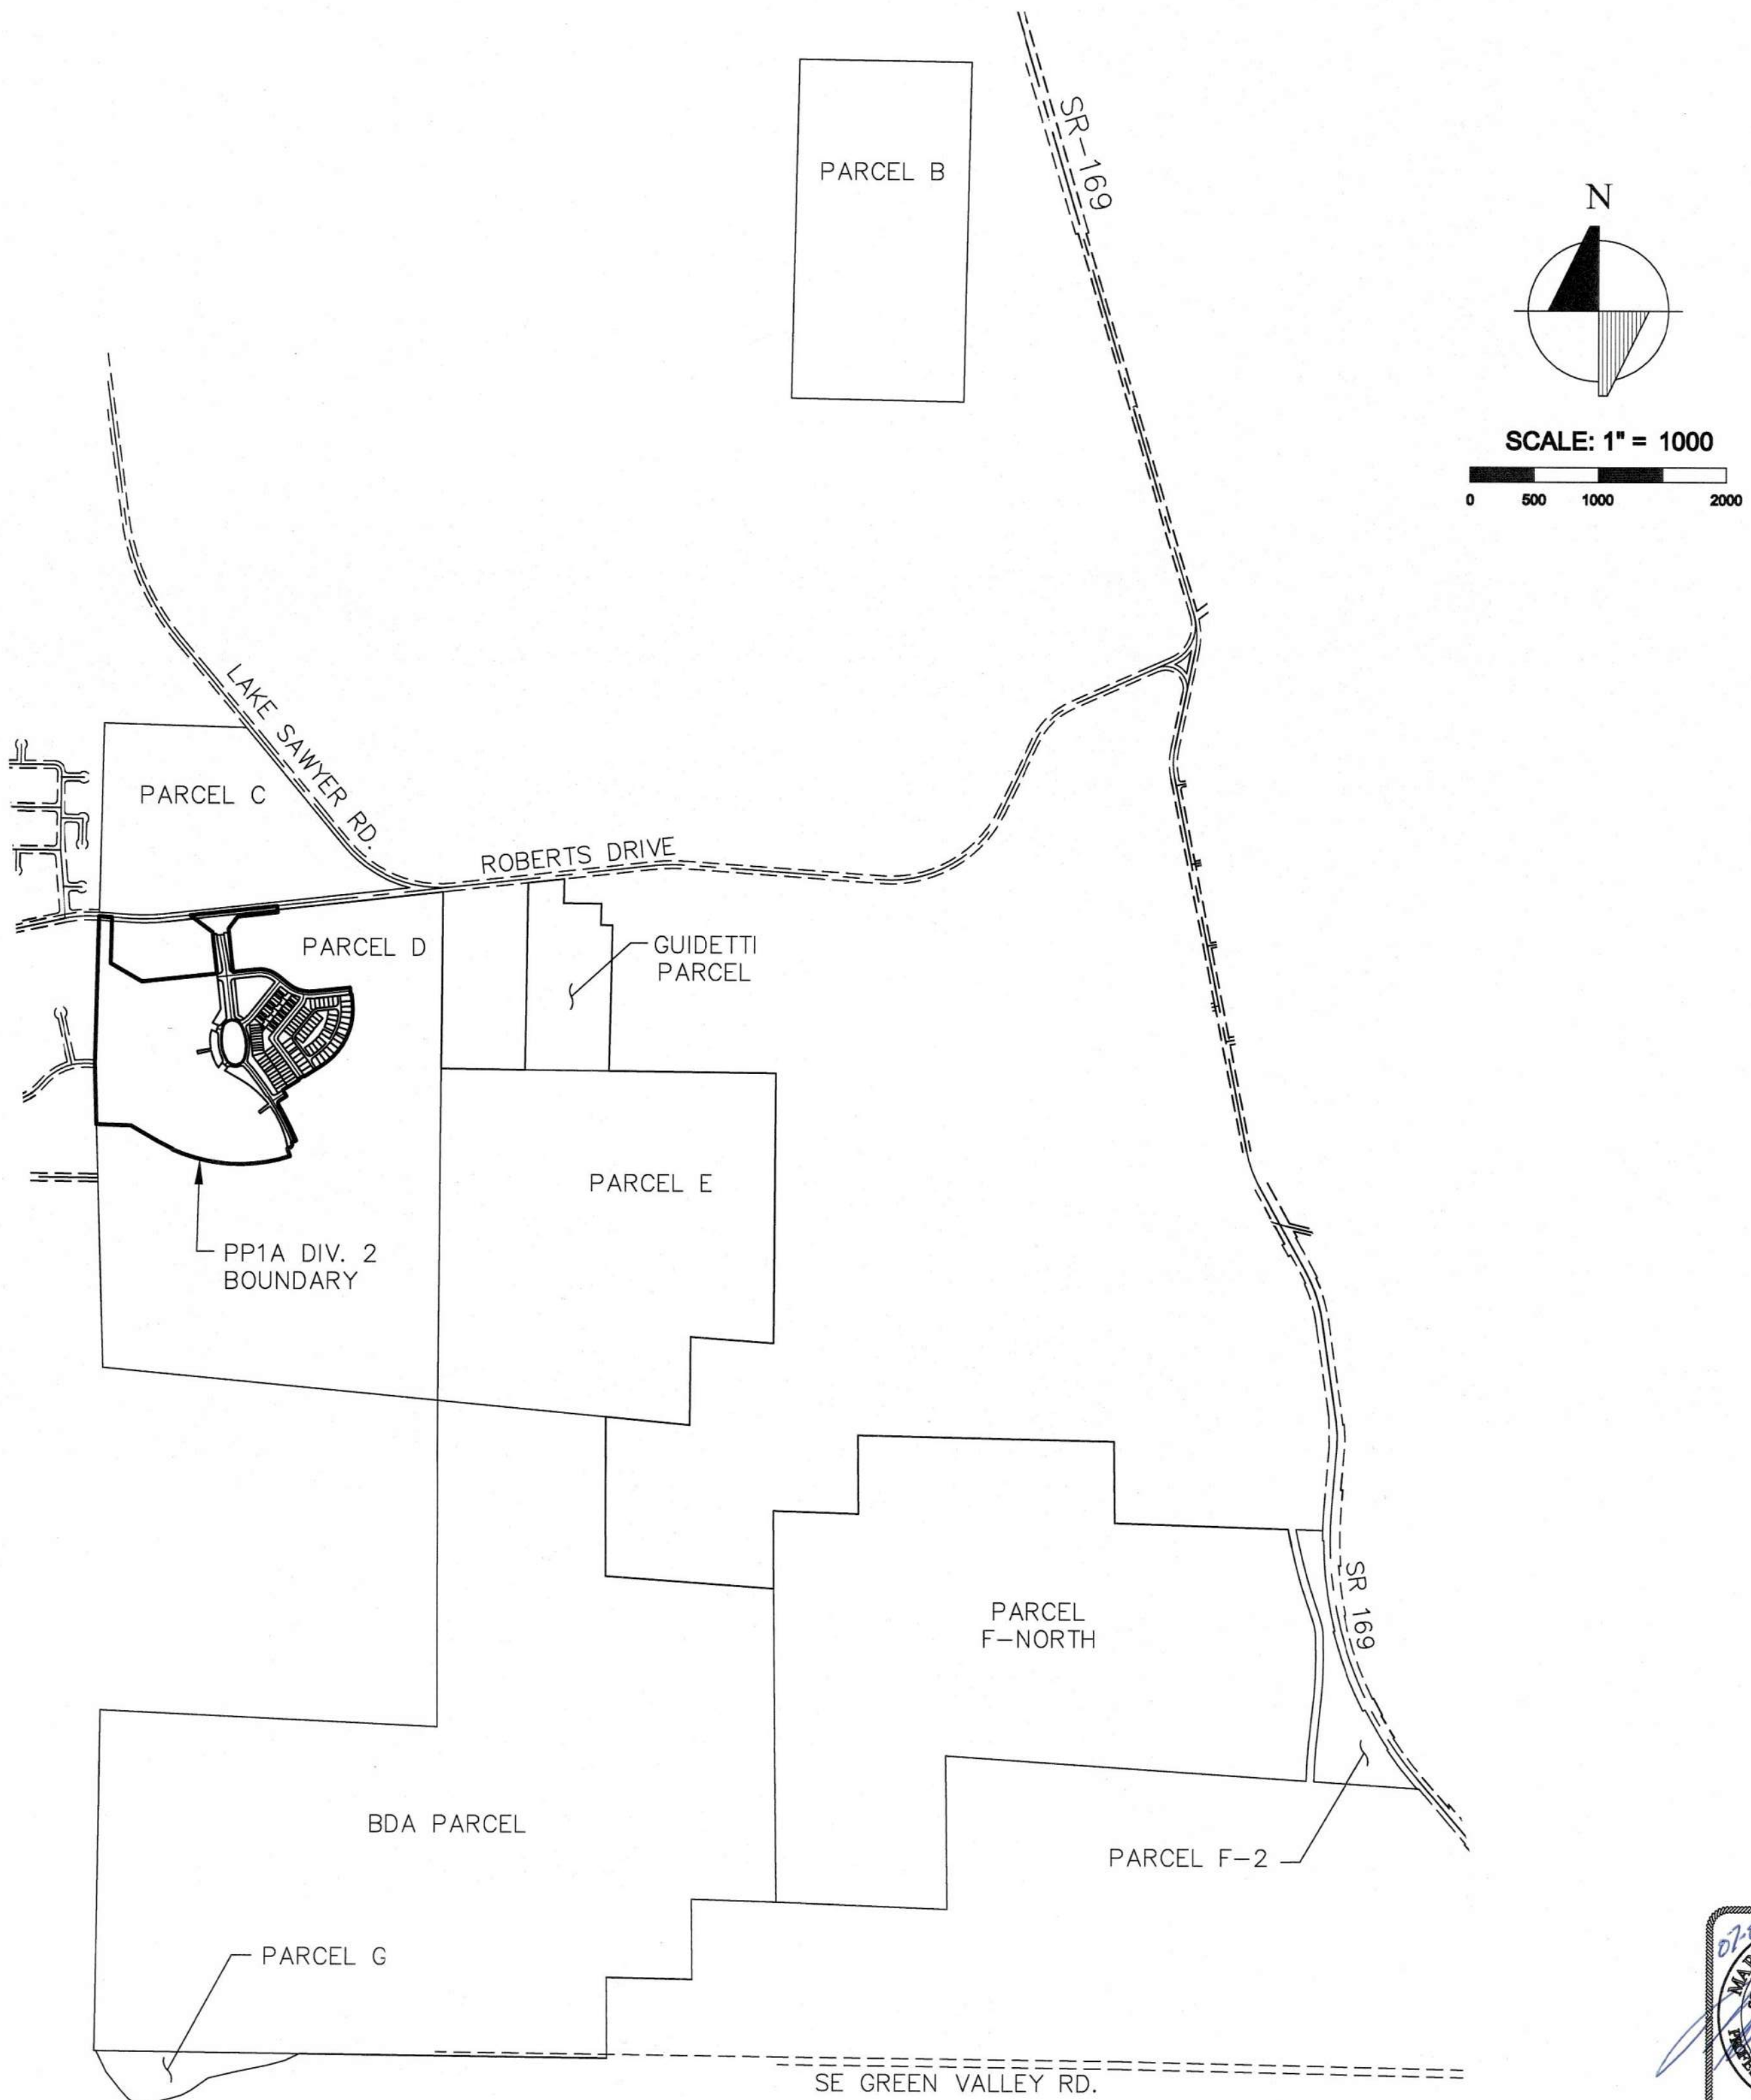 PARCEL B
SR-169
N
SCALE: 1" = 1000
0 500 1000 2000
LAKE SAWYER RD.
PARCEL C
ROBERTS DRIVE
PARCEL D
GUIDETTI
PARCEL
PARCEL E
PP1A DIV. 2
BOUNDARY
PARCEL
F-NORTH
SR 169
BDA PARCEL
PARCEL F-2
PARCEL G
SE GREEN VALLEY RD.